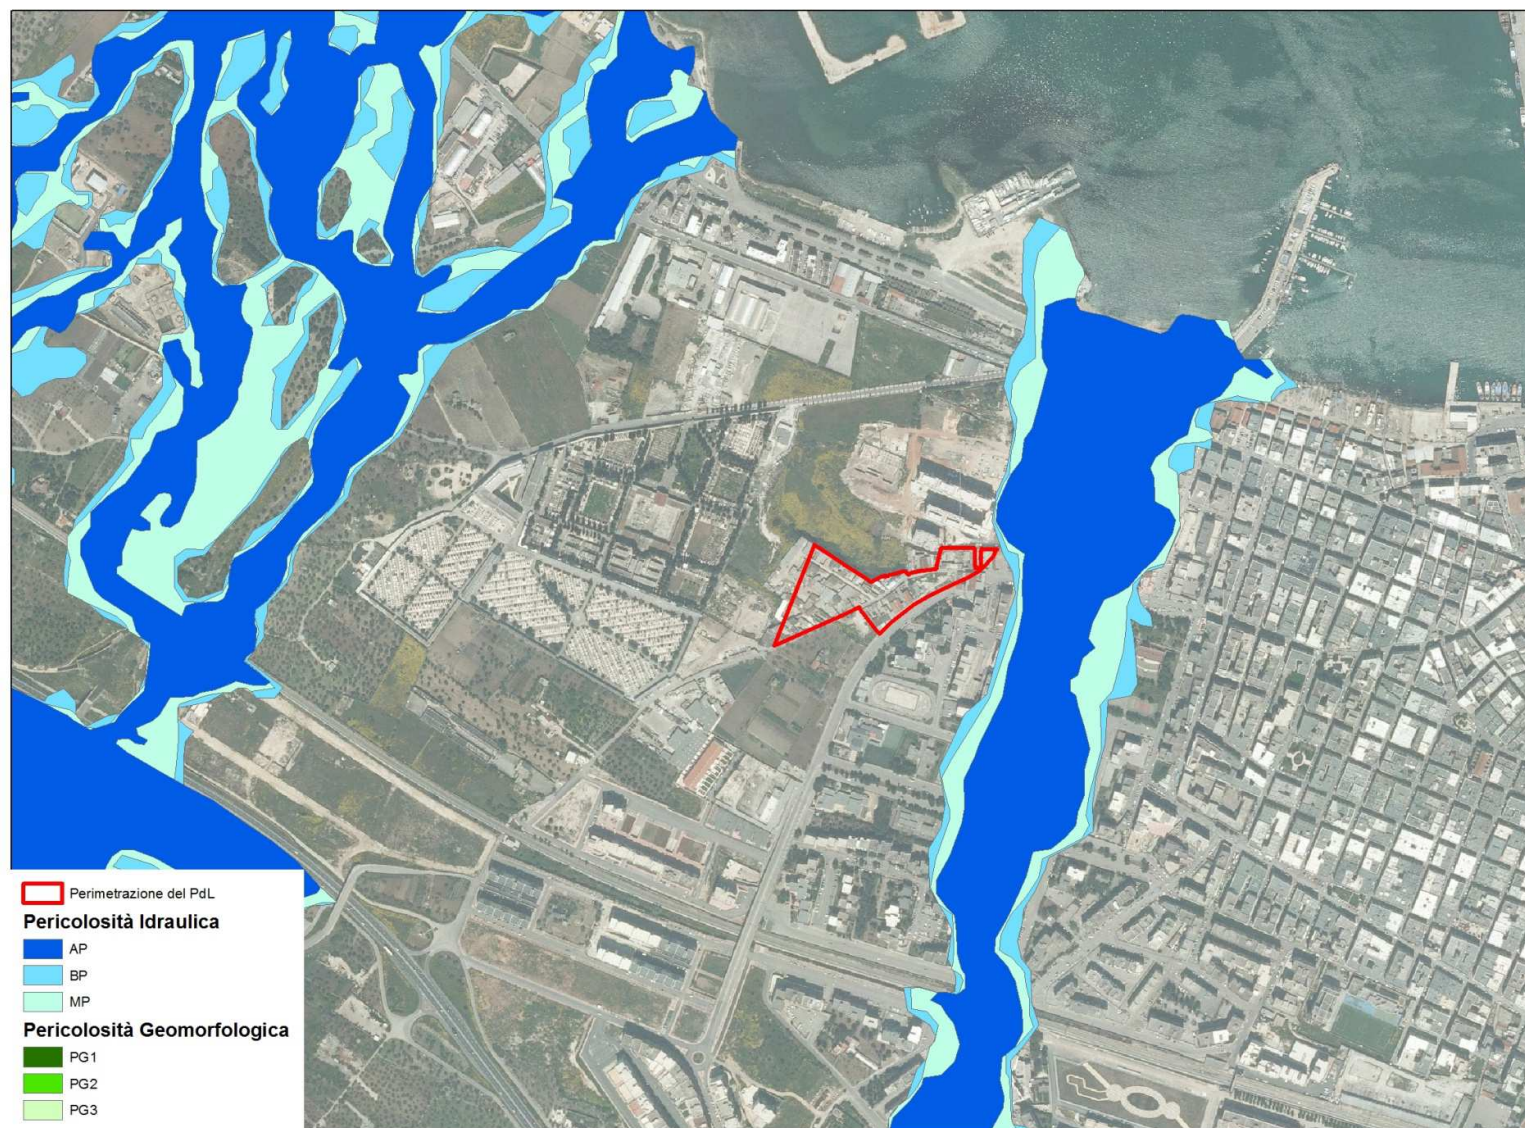 Perimetrazione del PdL
Pericolosità Idraulica
AP
BP
MP
Pericolosità Geomorfologica
PG1
PG2
PG3